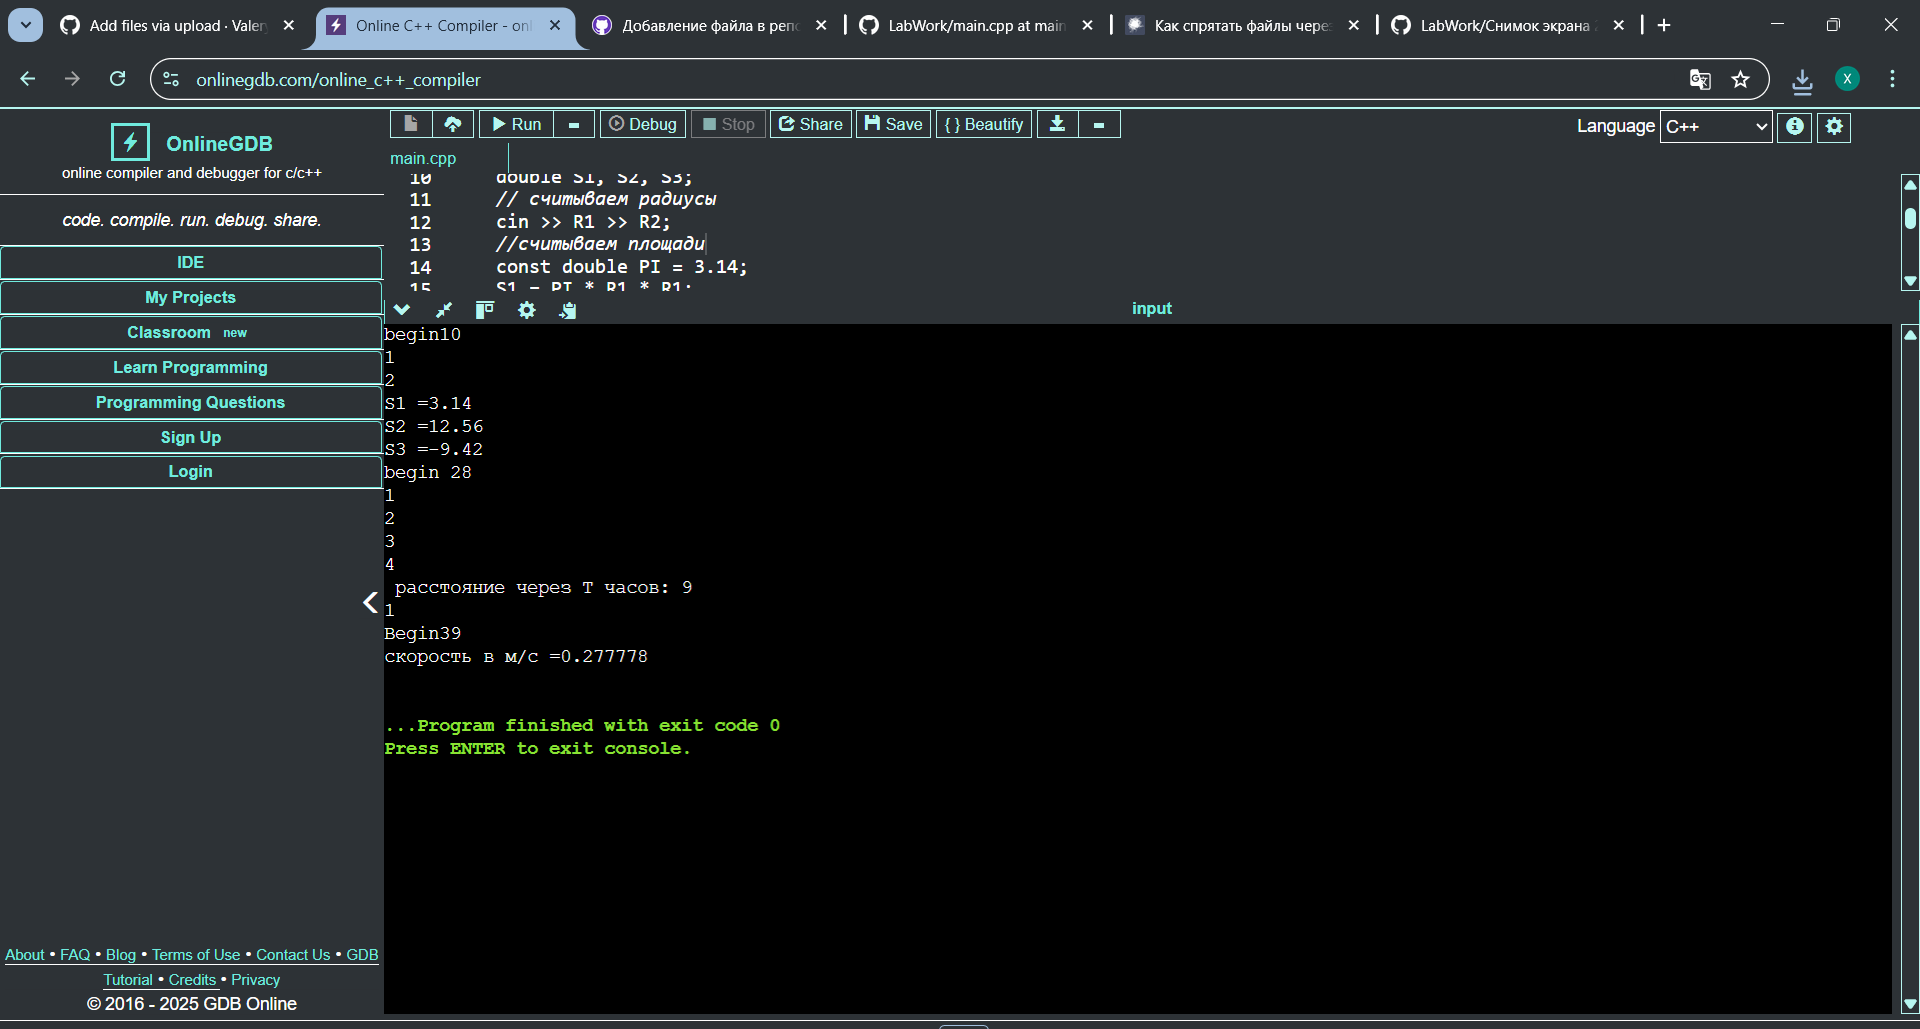 Add files via upload · Valer
Online C++ Compiler - onl
Добавление файла в репо
LabWork/main.cpp at main
Как спрятать файлы чере
LabWork/Снимок экрана 2
onlinegdb.com/online_c++_compiler
X
OnlineGDB
online compiler and debugger for c/c++
code. compile. run. debug. share.
IDE
My Projects
Classroom new
Learn Programming
Programming Questions
Sign Up
Login
About • FAQ • Blog • Terms of Use • Contact Us • GDB
Tutorial • Credits • Privacy
© 2016 - 2025 GDB Online
Run Debug Stop Share Save { } Beautify
Language C++
main.cpp
10 double S1, S2, S3;
11 // считываем радиусы
12 cin >> R1 >> R2;
13 //считываем площади
14 const double PI = 3.14;
15 S1 = PI * R1 * R1;
input
begin10
1
2
S1 =3.14
S2 =12.56
S3 =-9.42
begin 28
1
2
3
4
расстояние через T часов: 9
1
Begin39
скорость в м/с =0.277778
...Program finished with exit code 0
Press ENTER to exit console.